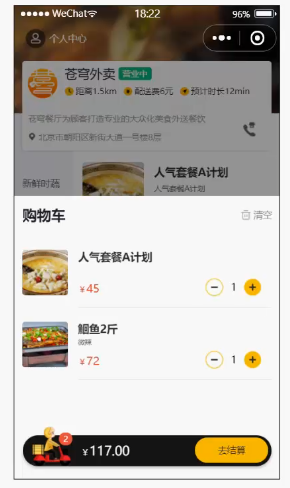 WeChat 18:22 96%
个人中心
苍穹外卖 营业中
距离1.5km 配送费6元 预计时长12min
苍穹餐厅为顾客打造专业的大众化美食外送餐饮
北京市朝阳区新街大道一号楼8层
新鲜时蔬
人气套餐A计划
人气套餐A计划
购物车 清空
人气套餐A计划
¥45 1
鮰鱼2斤
微辣
¥72 1
2
¥117.00 去结算